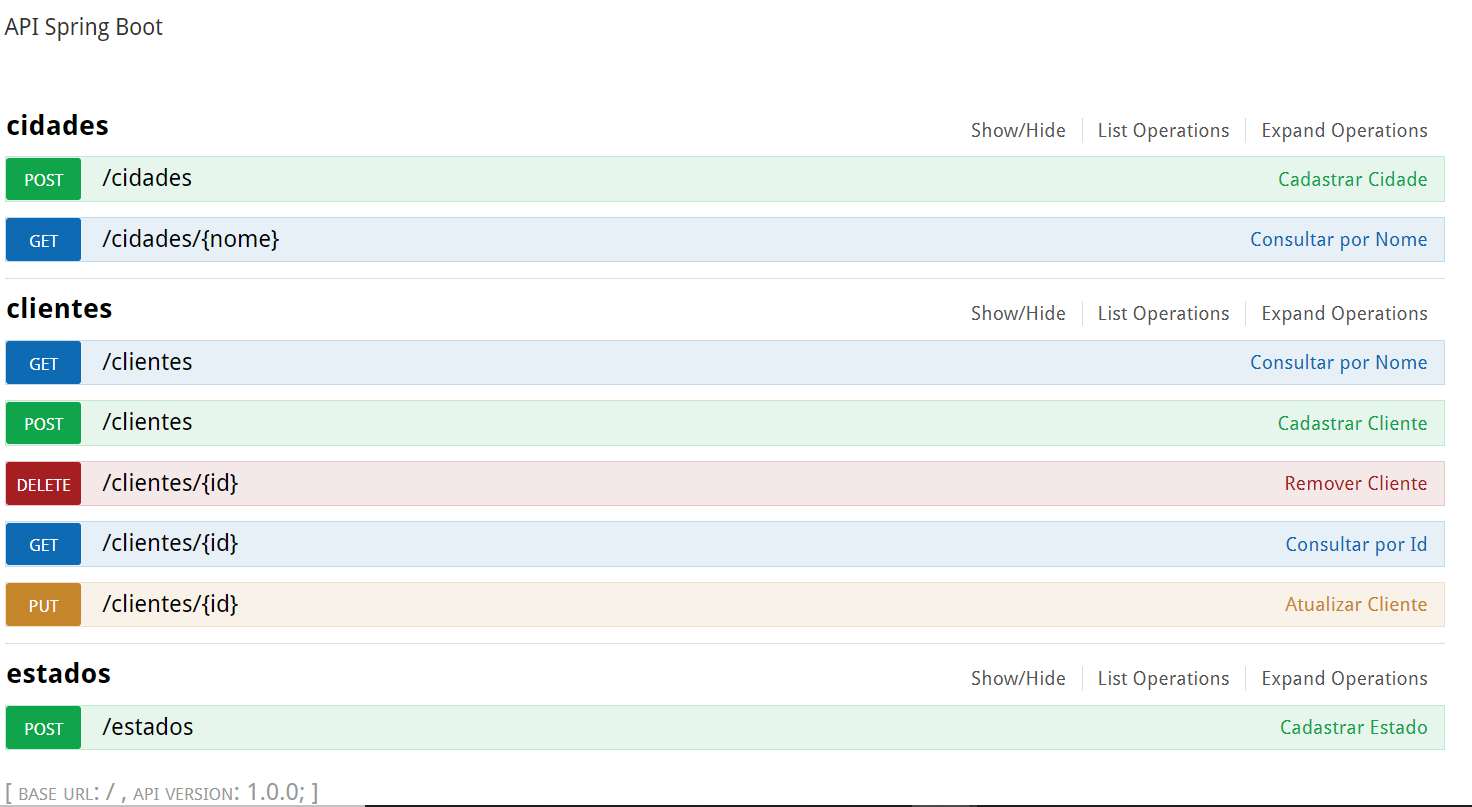 API Spring Boot
cidades Show/Hide List Operations Expand Operations
POST /cidades Cadastrar Cidade
GET /cidades/{nome} Consultar por Nome
clientes Show/Hide List Operations Expand Operations
GET /clientes Consultar por Nome
POST /clientes Cadastrar Cliente
DELETE /clientes/{id} Remover Cliente
GET /clientes/{id} Consultar por Id
PUT /clientes/{id} Atualizar Cliente
estados Show/Hide List Operations Expand Operations
POST /estados Cadastrar Estado
[ BASE URL: / , API VERSION: 1.0.0; ]